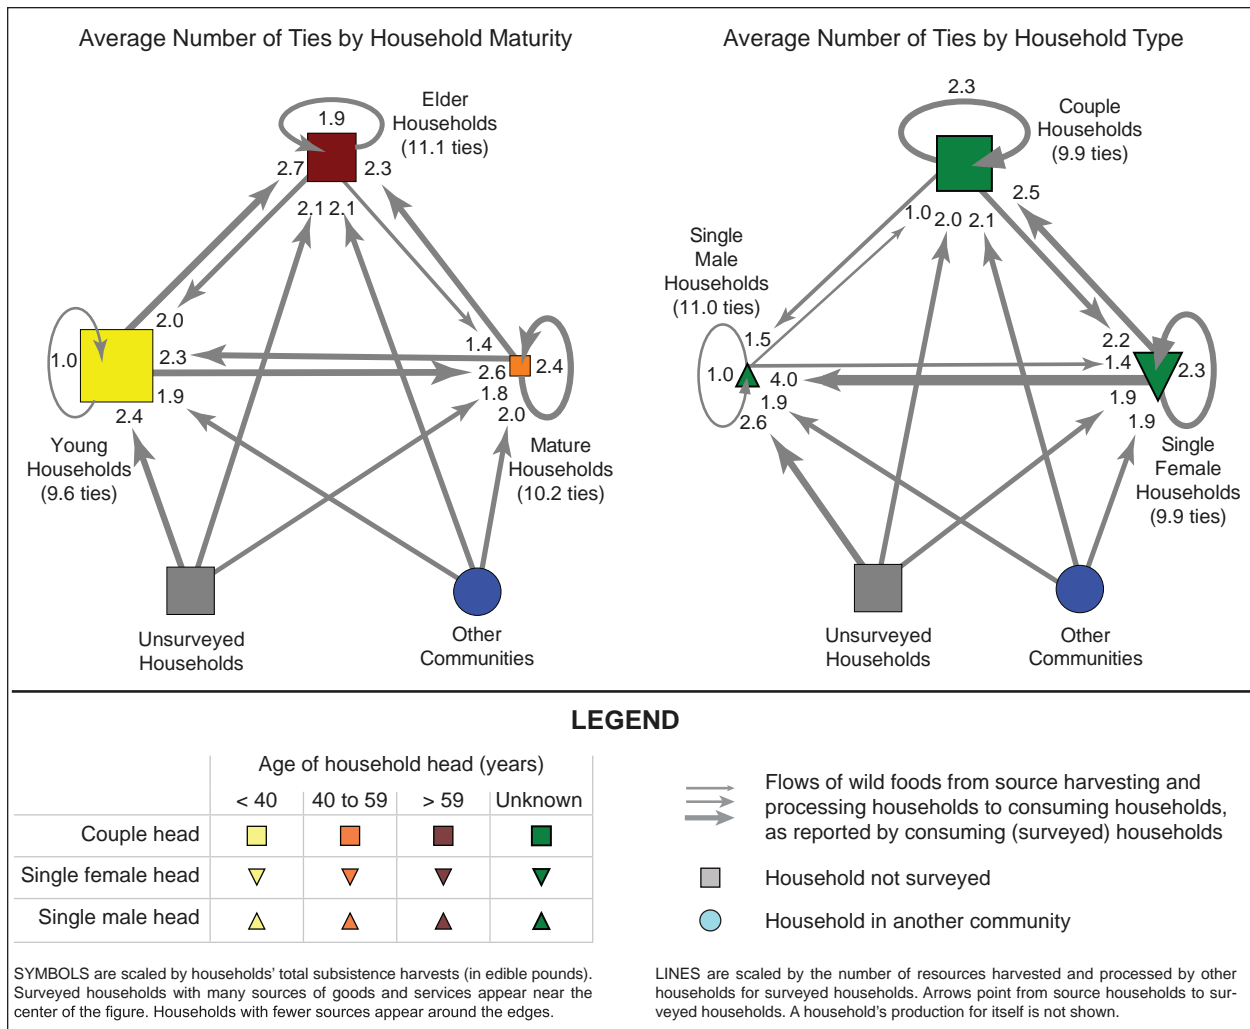 Average Number of Ties by Household Maturity
Elder
Households
(11.1 ties)
1.9
2.7
2.3
2.1
2.1
2.0
1.4
1.0
2.3
2.6
2.4
1.9
1.8
2.4
2.0
Young
Households
(9.6 ties)
Mature
Households
(10.2 ties)
Unsurveyed
Households
Other
Communities
Average Number of Ties by Household Type
2.3
Couple
Households
(9.9 ties)
2.5
1.0
2.0
2.1
Single
Male
Households
(11.0 ties)
1.5
2.2
1.4
1.0
4.0
2.3
1.9
1.9
2.6
1.9
Single
Female
Households
(9.9 ties)
Unsurveyed
Households
Other
Communities
LEGEND
Age of household head (years)
< 40
40 to 59
> 59
Unknown
Couple head
Single female head
Single male head
Flows of wild foods from source harvesting and
processing households to consuming households,
as reported by consuming (surveyed) households
Household not surveyed
Household in another community
SYMBOLS are scaled by households' total subsistence harvests (in edible pounds).
Surveyed households with many sources of goods and services appear near the
center of the figure. Households with fewer sources appear around the edges.
LINES are scaled by the number of resources harvested and processed by other
households for surveyed households. Arrows point from source households to sur-
veyed households. A household's production for itself is not shown.